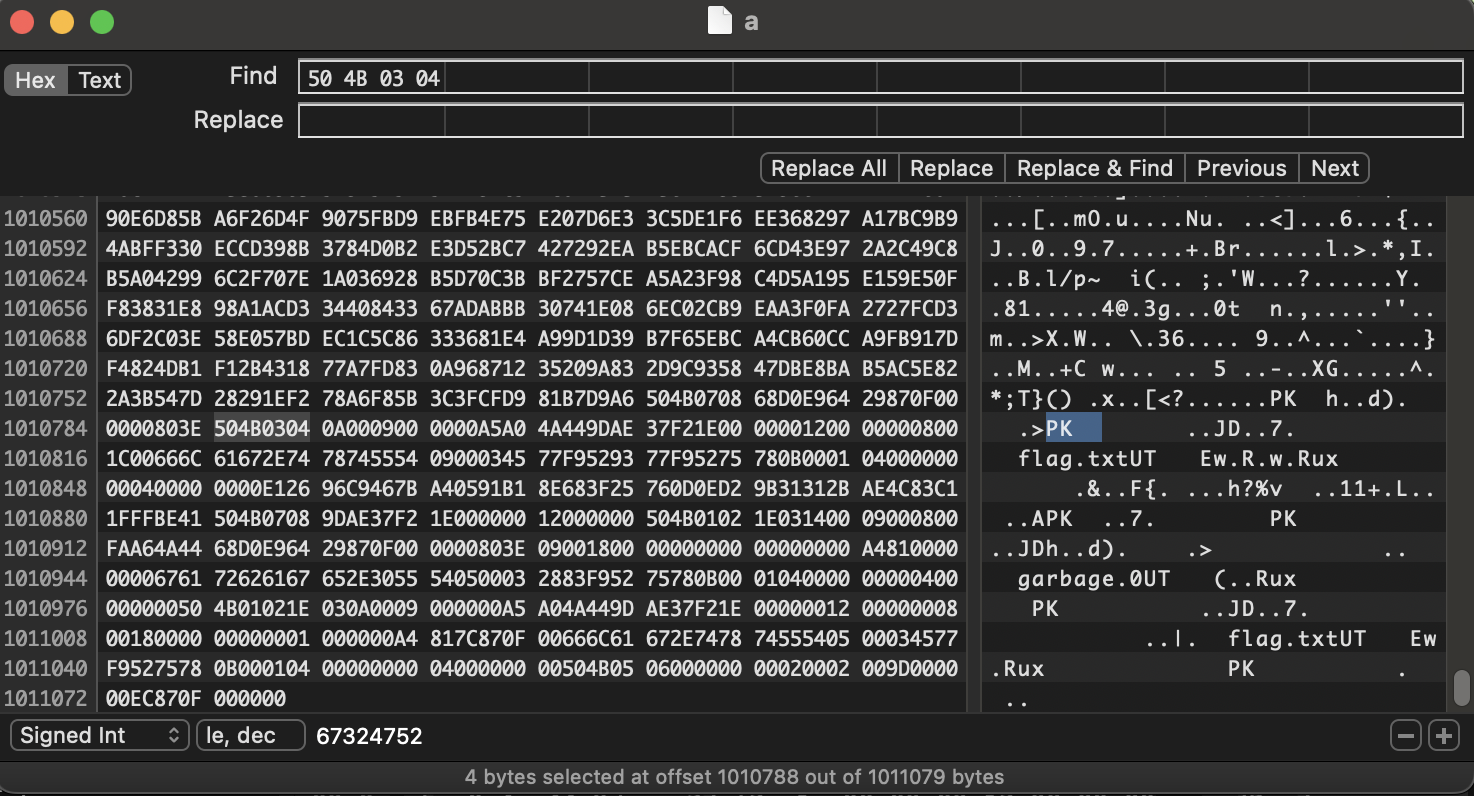 a
Hex Text Find 50 4B 03 04
Replace
Replace All Replace Replace & Find Previous Next
1010560 90E6D85B A6F26D4F 9075FBD9 EBFB4E75 E207D6E3 3C5DE1F6 EE368297 A17BC9B9 ...[..mO.u....Nu. ..<]...6...{..
1010592 4ABFF330 ECCD398B 3784D0B2 E3D52BC7 427292EA B5EBCACF 6CD43E97 2A2C49C8 J..0..9.7.....+.Br......l.>.*,I.
1010624 B5A04299 6C2F707E 1A036928 B5D70C3B BF2757CE A5A23F98 C4D5A195 E159E50F ..B.l/p~ i(.. ;.'W...?......Y.
1010656 F83831E8 98A1ACD3 34408433 67ADABBB 30741E08 6EC02CB9 EAA3F0FA 2727FCD3 .81.....4@.3g...0t n.,.....''..
1010688 6DF2C03E 58E057BD EC1C5C86 333681E4 A99D1D39 B7F65EBC A4CB60CC A9FB917D m..>X.W.. \.36.... 9..^...`....}
1010720 F4824DB1 F12B4318 77A7FD83 0A968712 35209A83 2D9C9358 47DBE8BA B5AC5E82 ..M..+C w... .. 5 ..-..XG.....^.
1010752 2A3B547D 28291EF2 78A6F85B 3C3FCFD9 81B7D9A6 504B0708 68D0E964 29870F00 *;T}() .x..[<?......PK h..d).
1010784 0000803E 504B0304 0A000900 0000A5A0 4A449DAE 37F21E00 00001200 00000800 .>PK ..JD..7.
1010816 1C00666C 61672E74 78745554 09000345 77F95293 77F95275 780B0001 04000000 flag.txtUT Ew.R.w.Rux
1010848 00040000 0000E126 96C9467B A40591B1 8E683F25 760D0ED2 9B31312B AE4C83C1 .&..F{. ...h?%v ..11+.L..
1010880 1FFFBE41 504B0708 9DAE37F2 1E000000 12000000 504B0102 1E031400 09000800 ..APK ..7. PK
1010912 FAA64A44 68D0E964 29870F00 0000803E 09001800 00000000 00000000 A4810000 ..JDh..d). .> ..
1010944 00006761 72626167 652E3055 54050003 2883F952 75780B00 01040000 00000400 garbage.0UT (..Rux
1010976 00000050 4B01021E 030A0009 000000A5 A04A449D AE37F21E 00000012 00000008 PK ..JD..7.
1011008 00180000 00000001 000000A4 817C870F 00666C61 672E7478 74555405 00034577 ..|. flag.txtUT Ew
1011040 F9527578 0B000104 00000000 04000000 00504B05 06000000 00020002 009D0000 .Rux PK .
1011072 00EC870F 000000 ..
Signed Int le, dec 67324752
4 bytes selected at offset 1010788 out of 1011079 bytes